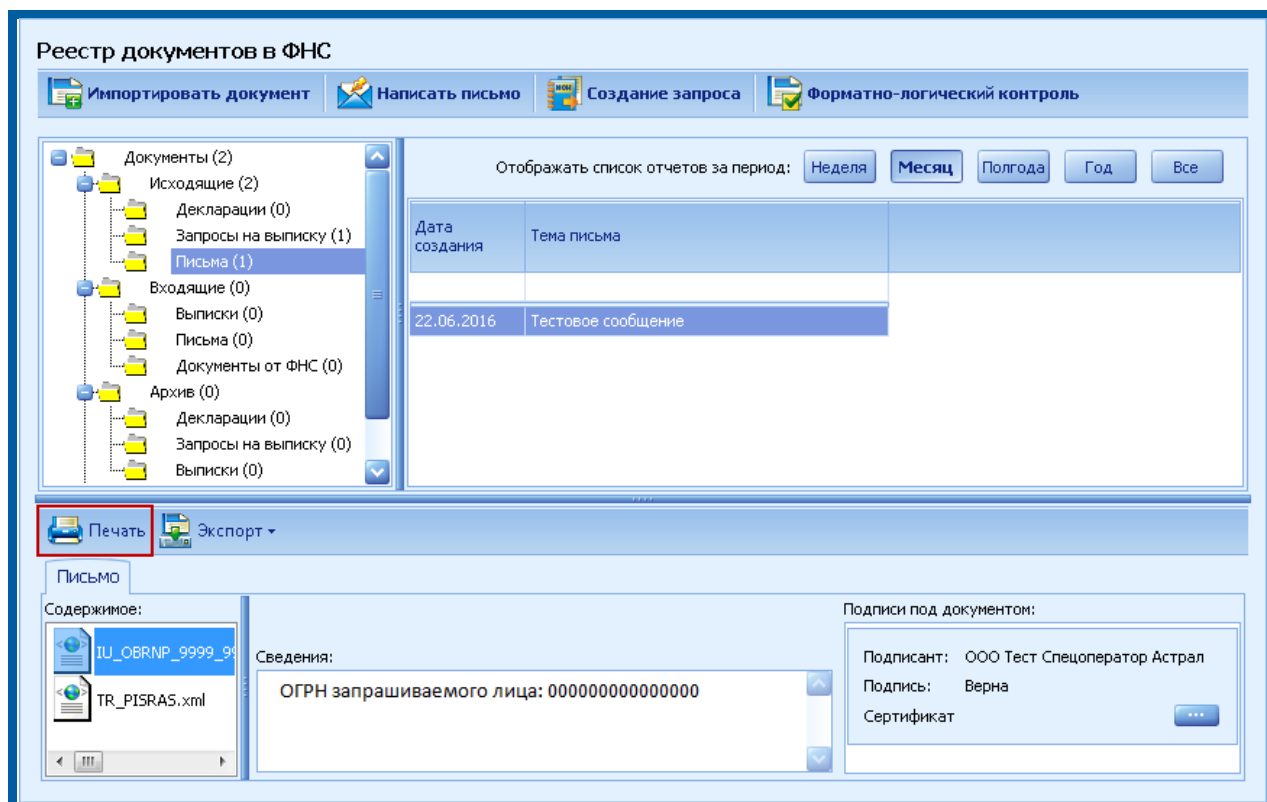 Реестр документов в ФНС
Импортировать документ Написать письмо Создание запроса Форматно-логический контроль
Документы (2)
Исходящие (2)
Декларации (0)
Запросы на выписку (1)
Письма (1)
Входящие (0)
Выписки (0)
Письма (0)
Документы от ФНС (0)
Архив (0)
Декларации (0)
Запросы на выписку (0)
Выписки (0)
Отображать список отчетов за период: Неделя Месяц Полгода Год Все
Дата создания Тема письма
22.06.2016 Тестовое сообщение
Печать Экспорт
Письмо
Содержимое:
IU_OBRNP_9999_99
TR_PISRAS.xml
Сведения:
ОГРН запрашиваемого лица: 000000000000000
Подписи под документом:
Подписант: ООО Тест Спецоператор Астрал
Подпись: Верна
Сертификат ...